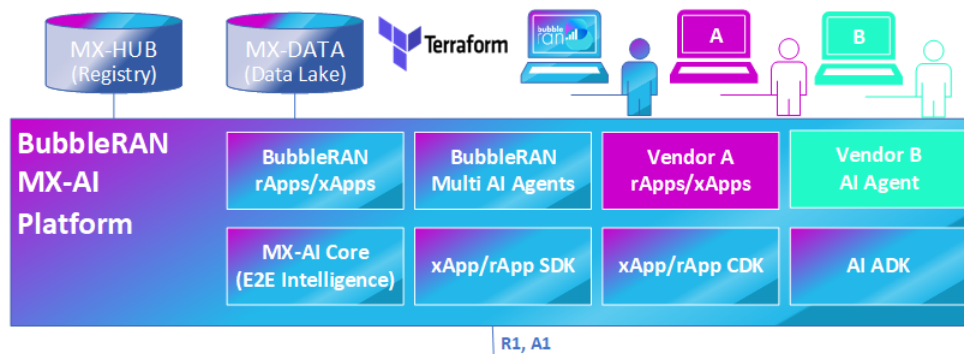 MX-HUB
(Registry)
MX-DATA
(Data Lake)
Terraform
bubble
ran
A
B
BubbleRAN
MX-AI
Platform
BubbleRAN
rApps/xApps
BubbleRAN
Multi AI Agents
Vendor A
rApps/xApps
Vendor B
AI Agent
MX-AI Core
(E2E Intelligence)
xApp/rApp SDK
xApp/rApp CDK
AI ADK
R1, A1